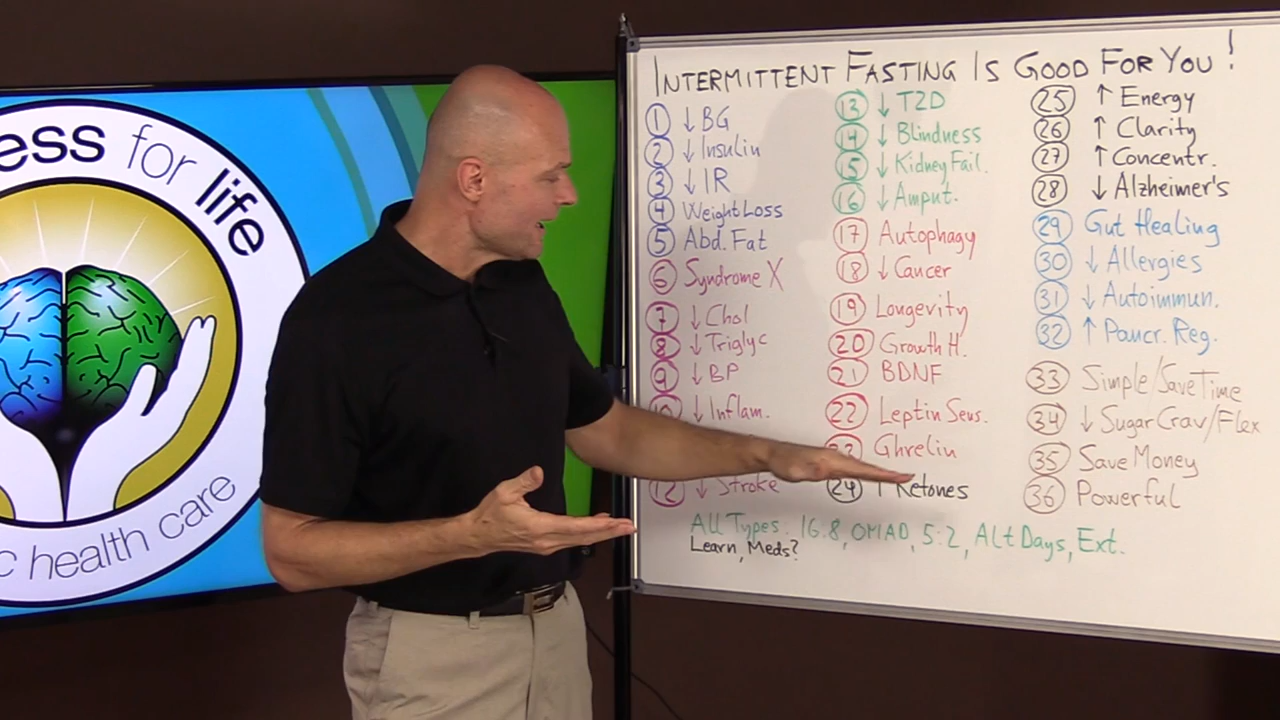 ess for life
c health care
INTERMITTENT FASTING IS GOOD FOR YOU!
1 ↓ BG
2 ↓ Insulin
3 ↓ IR
4 Weight Loss
5 Abd. Fat
6 Syndrome X
7 ↓ Chol
8 ↓ Triglyc
9 ↓ BP
10 ↓ Inflam.
12 ↓ Stroke
13 ↓ T2D
14 ↓ Blindness
15 ↓ Kidney Fail.
16 ↓ Amput.
17 Autophagy
18 ↓ Cancer
19 Longevity
20 Growth H.
21 BDNF
22 Leptin Sens.
23 Ghrelin
24 ↑ Ketones
25 ↑ Energy
26 ↑ Clarity
27 ↑ Concentr.
28 ↓ Alzheimer's
29 Gut Healing
30 ↓ Allergies
31 ↓ Autoimmun.
32 ↑ Pancr. Reg.
33 Simple/Save Time
34 ↓ Sugar Crav/Flex
35 Save Money
36 Powerful
All Types: 16:8, OMAD, 5:2, Alt Days, Ext.
Learn, Meds?